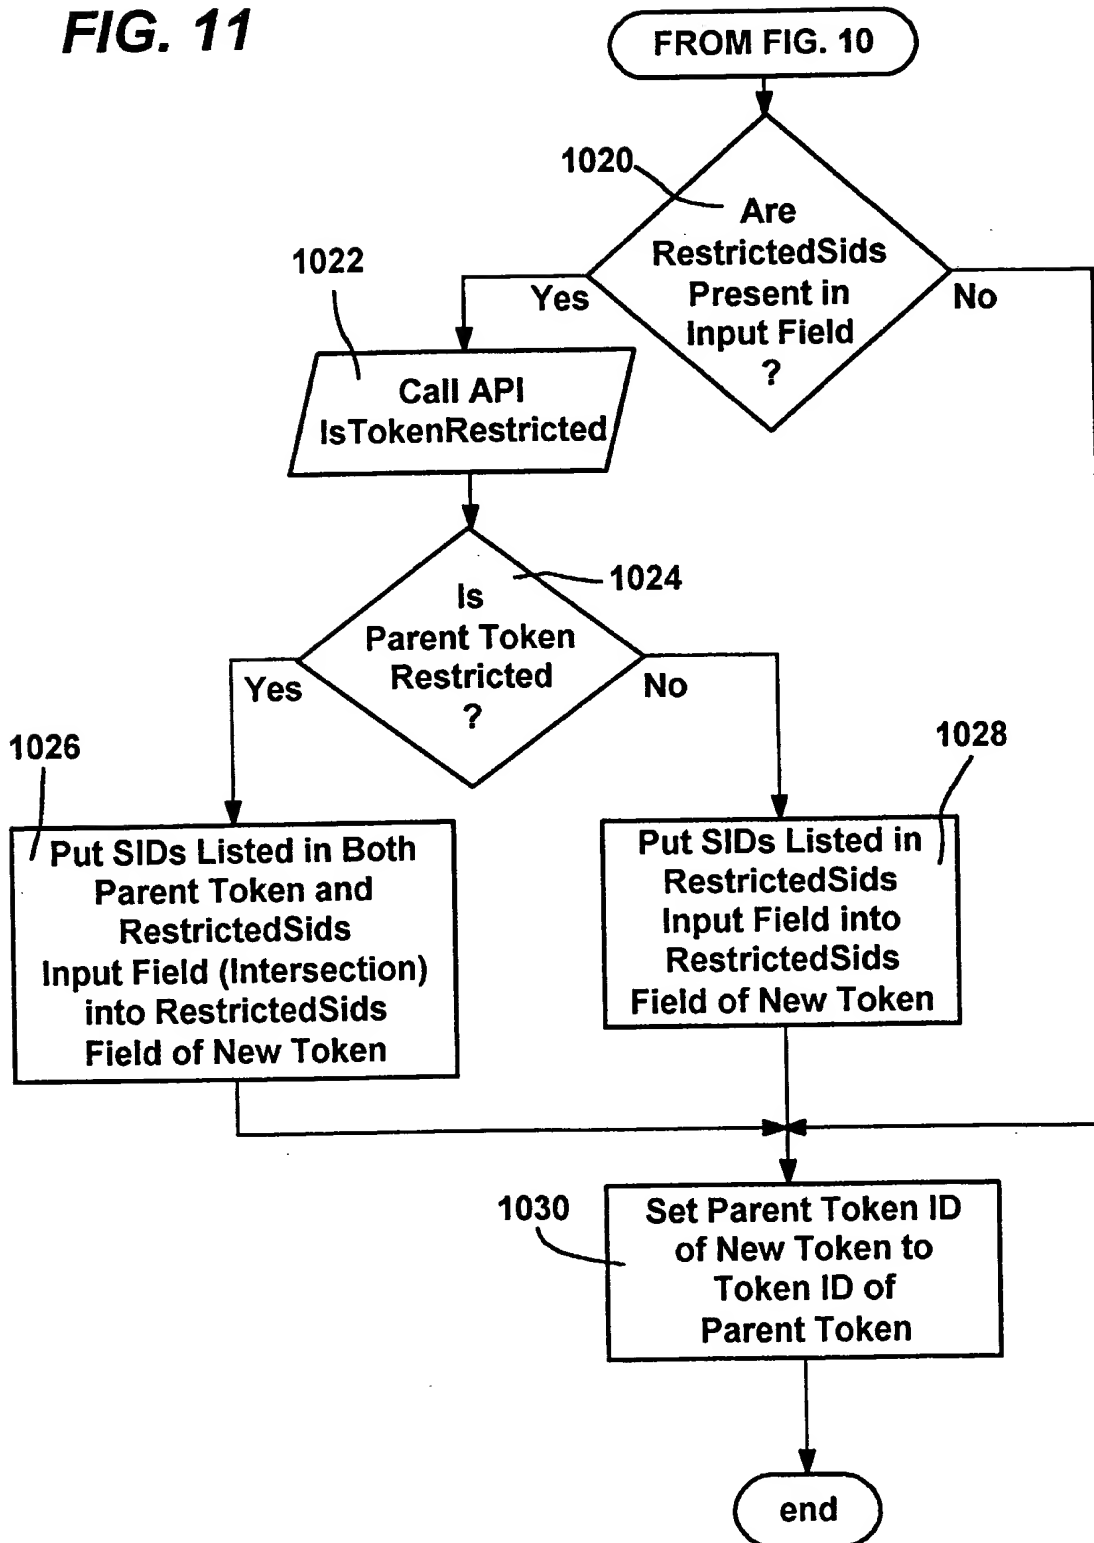 FIG. 11
FROM FIG. 10
1020
Are
RestrictedSids
Present in
Input Field
?
Yes
No
1022
Call API
IsTokenRestricted
1024
Is
Parent Token
Restricted
?
Yes
No
1026
Put SIDs Listed in Both
Parent Token and
RestrictedSids
Input Field (Intersection)
into RestrictedSids
Field of New Token
1028
Put SIDs Listed in
RestrictedSids
Input Field into
RestrictedSids
Field of New Token
1030
Set Parent Token ID
of New Token to
Token ID of
Parent Token
end